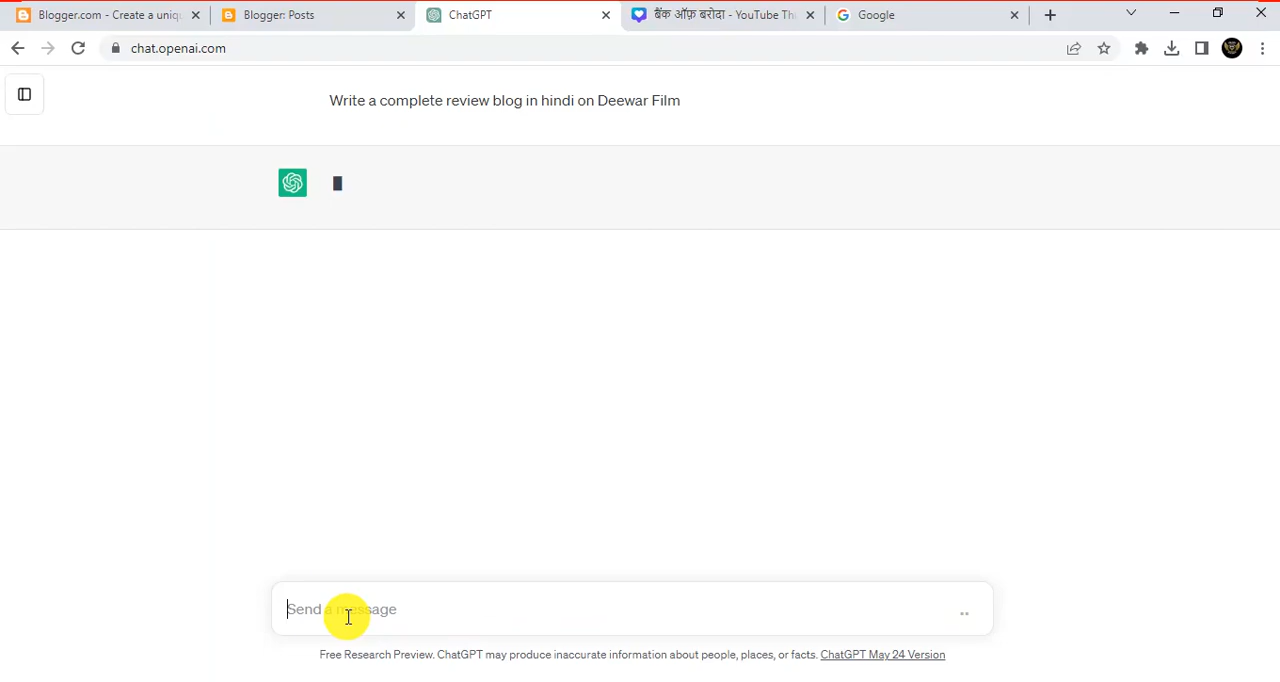 Blogger.com - Create a uniqu
Blogger: Posts
ChatGPT
बैंक ऑफ़ बरोदा - YouTube Th
Google
chat.openai.com
Write a complete review blog in hindi on Deewar Film
Send a message
Free Research Preview. ChatGPT may produce inaccurate information about people, places, or facts. ChatGPT May 24 Version